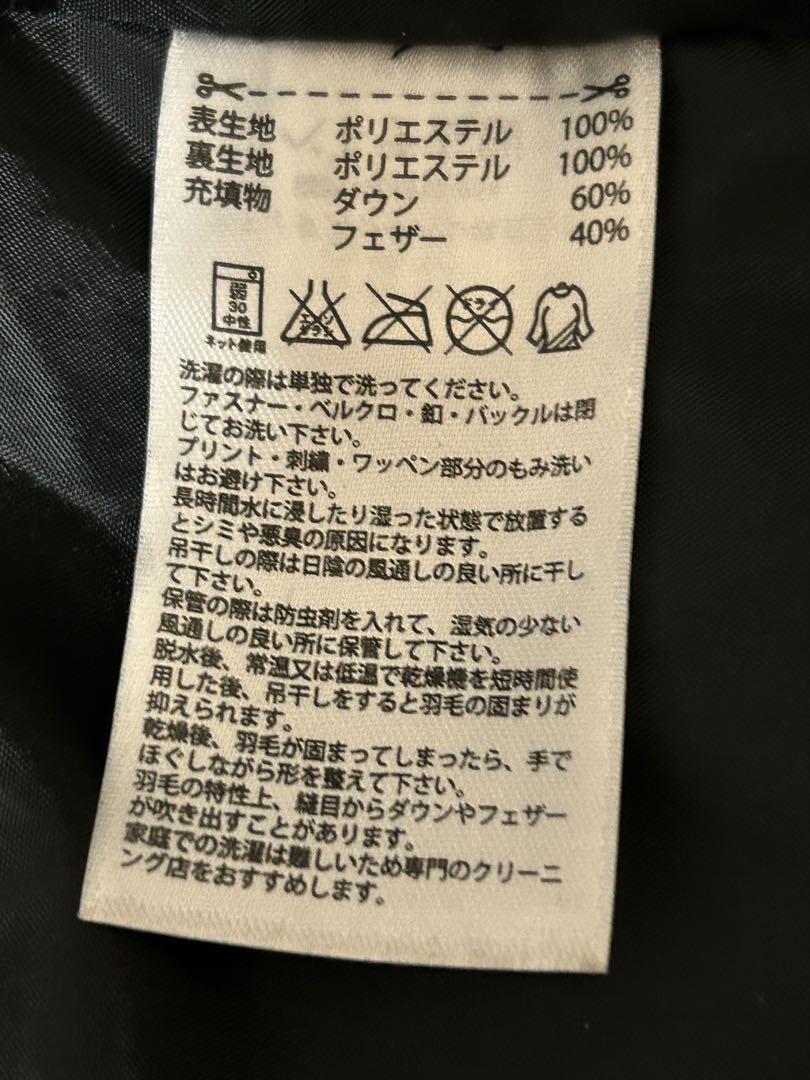 表生地 ポリエステル 100%
裏生地 ポリエステル 100%
充填物 ダウン 60%
フェザー 40%
弱
30
中性
ネット使用
エンソ
サラシ
ドライ
洗濯の際は単独で洗ってください。
ファスナー・ベルクロ・釦・バックルは閉
じてお洗い下さい。
プリント・刺繍・ワッペン部分のもみ洗い
はお避け下さい。
長時間水に浸したり湿った状態で放置する
とシミや悪臭の原因になります。
吊干しの際は日陰の風通しの良い所に干し
て下さい。
保管の際は防虫剤を入れて、湿気の少ない
風通しの良い所に保管して下さい。
脱水後、常温又は低温で乾燥機を短時間使
用した後、吊干しをすると羽毛の固まりが
抑えられます。
乾燥後、羽毛が固まってしまったら、手で
ほぐしながら形を整えて下さい。
羽毛の特性上、縫目からダウンやフェザー
が吹き出すことがあります。
家庭での洗濯は難しいため専門のクリーニ
ング店をおすすめします。